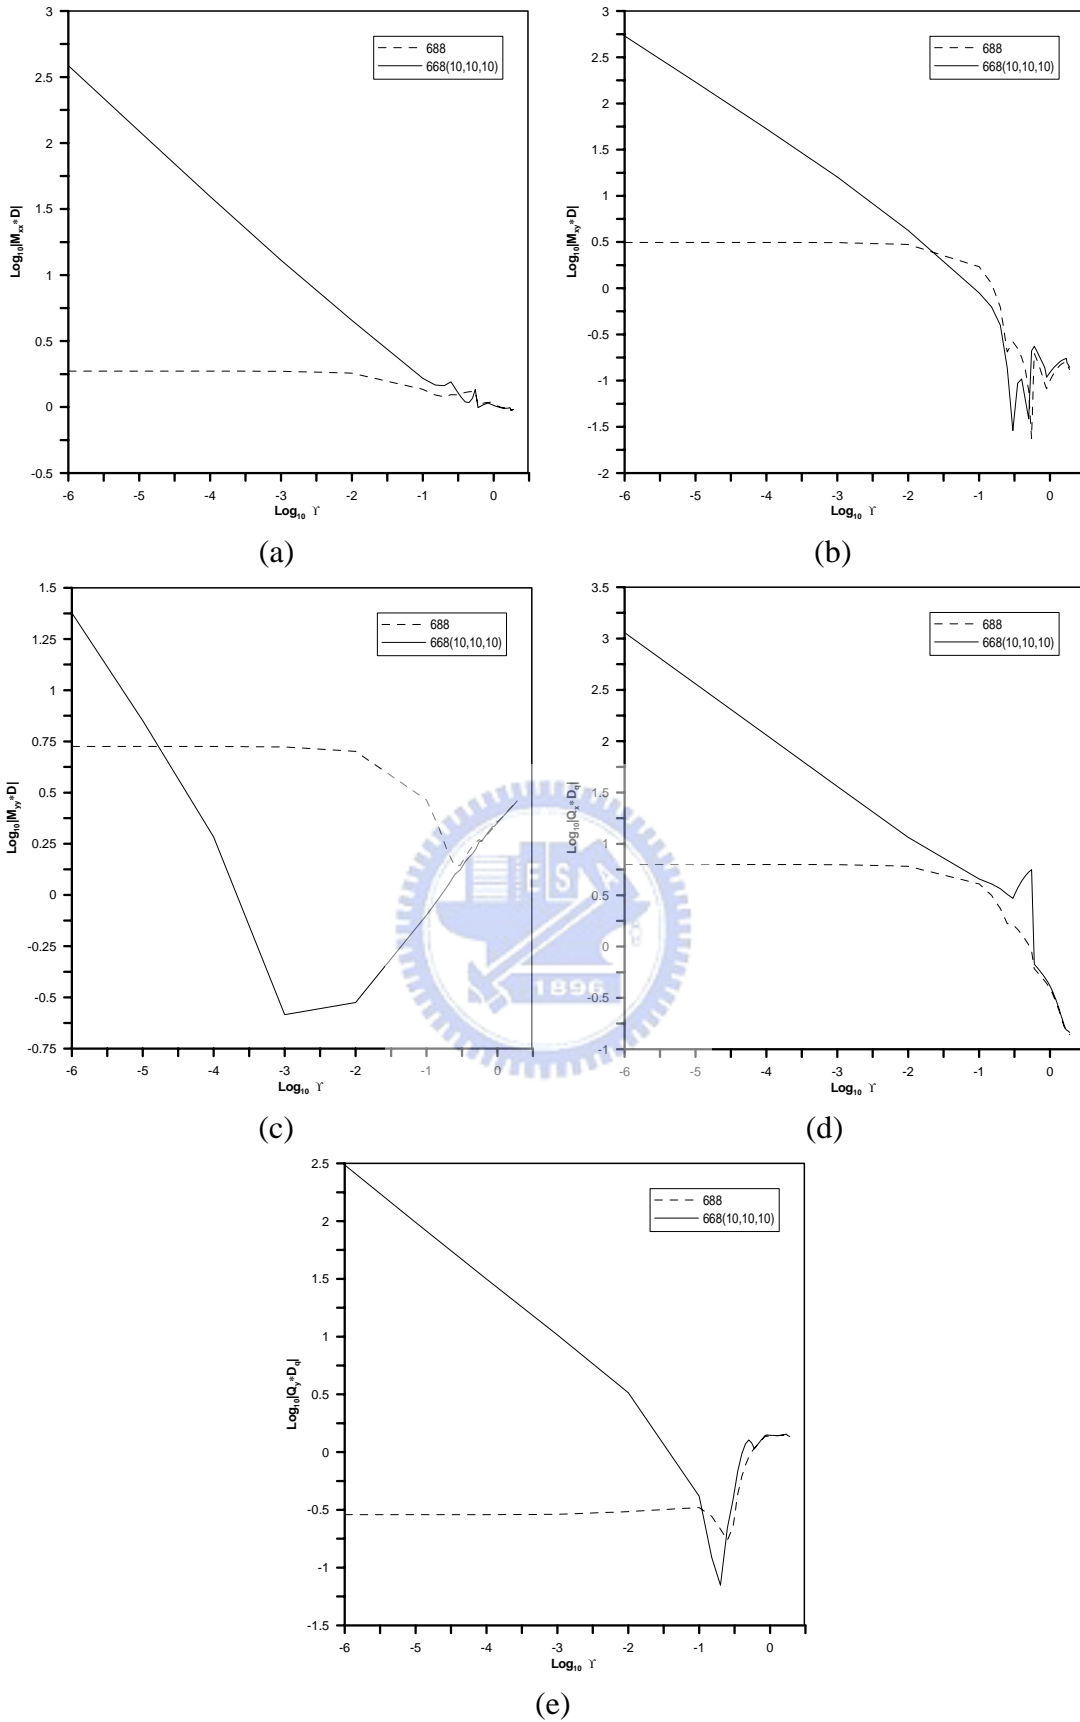 3
2.5
2
1.5
1
0.5
0
-0.5
Log10|Mxx*D|
688
668(10,10,10)
-6 -5 -4 -3 -2 -1 0
Log10 ϒ
(a)
3
2.5
2
1.5
1
0.5
0
-0.5
-1
-1.5
-2
Log10|Mxy*D|
688
668(10,10,10)
-6 -5 -4 -3 -2 -1 0
Log10 ϒ
(b)
1.5
1.25
1
0.75
0.5
0.25
0
-0.25
-0.5
-0.75
Log10|Myy*D|
688
668(10,10,10)
-6 -5 -4 -3 -2 -1 0
Log10 ϒ
(c)
3.5
3
2.5
2
1.5
1
0.5
0
-0.5
-1
Log10|Qx*Dq|
688
668(10,10,10)
-6 -5 -4 -3 -2 -1 0
Log10 ϒ
(d)
E S A
1896
2.5
2
1.5
1
0.5
0
-0.5
-1
-1.5
Log10|Qy*Dq|
688
668(10,10,10)
-6 -5 -4 -3 -2 -1 0
Log10 ϒ
(e)